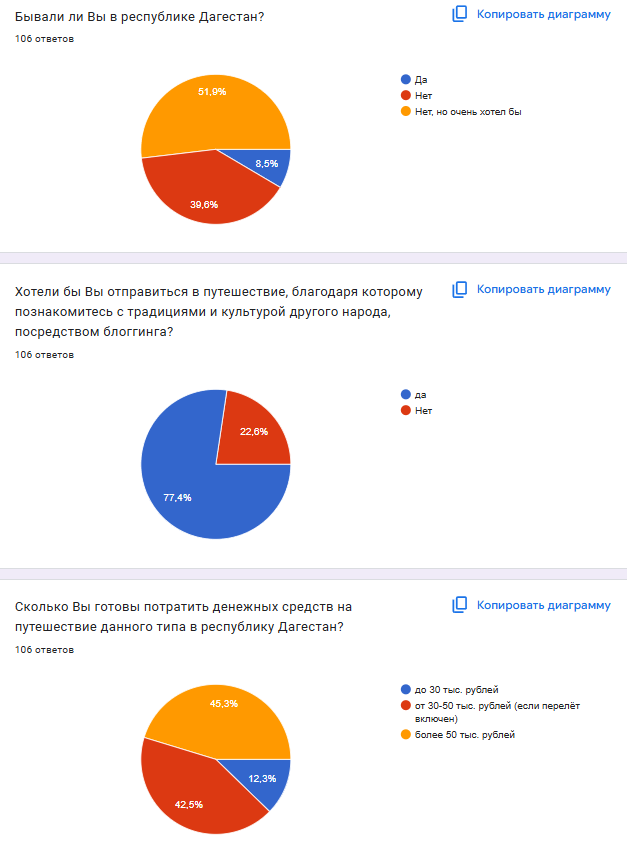 Бывали ли Вы в республике Дагестан?
Копировать диаграмму
106 ответов
51,9%
8,5%
39,6%
Да
Нет
Нет, но очень хотел бы
Хотели бы Вы отправиться в путешествие, благодаря которому
познакомитесь с традициями и культурой другого народа,
посредством блоггинга?
Копировать диаграмму
106 ответов
22,6%
77,4%
да
Нет
Сколько Вы готовы потратить денежных средств на
путешествие данного типа в республику Дагестан?
Копировать диаграмму
106 ответов
45,3%
12,3%
42,5%
до 30 тыс. рублей
от 30-50 тыс. рублей (если перелёт
включен)
более 50 тыс. рублей